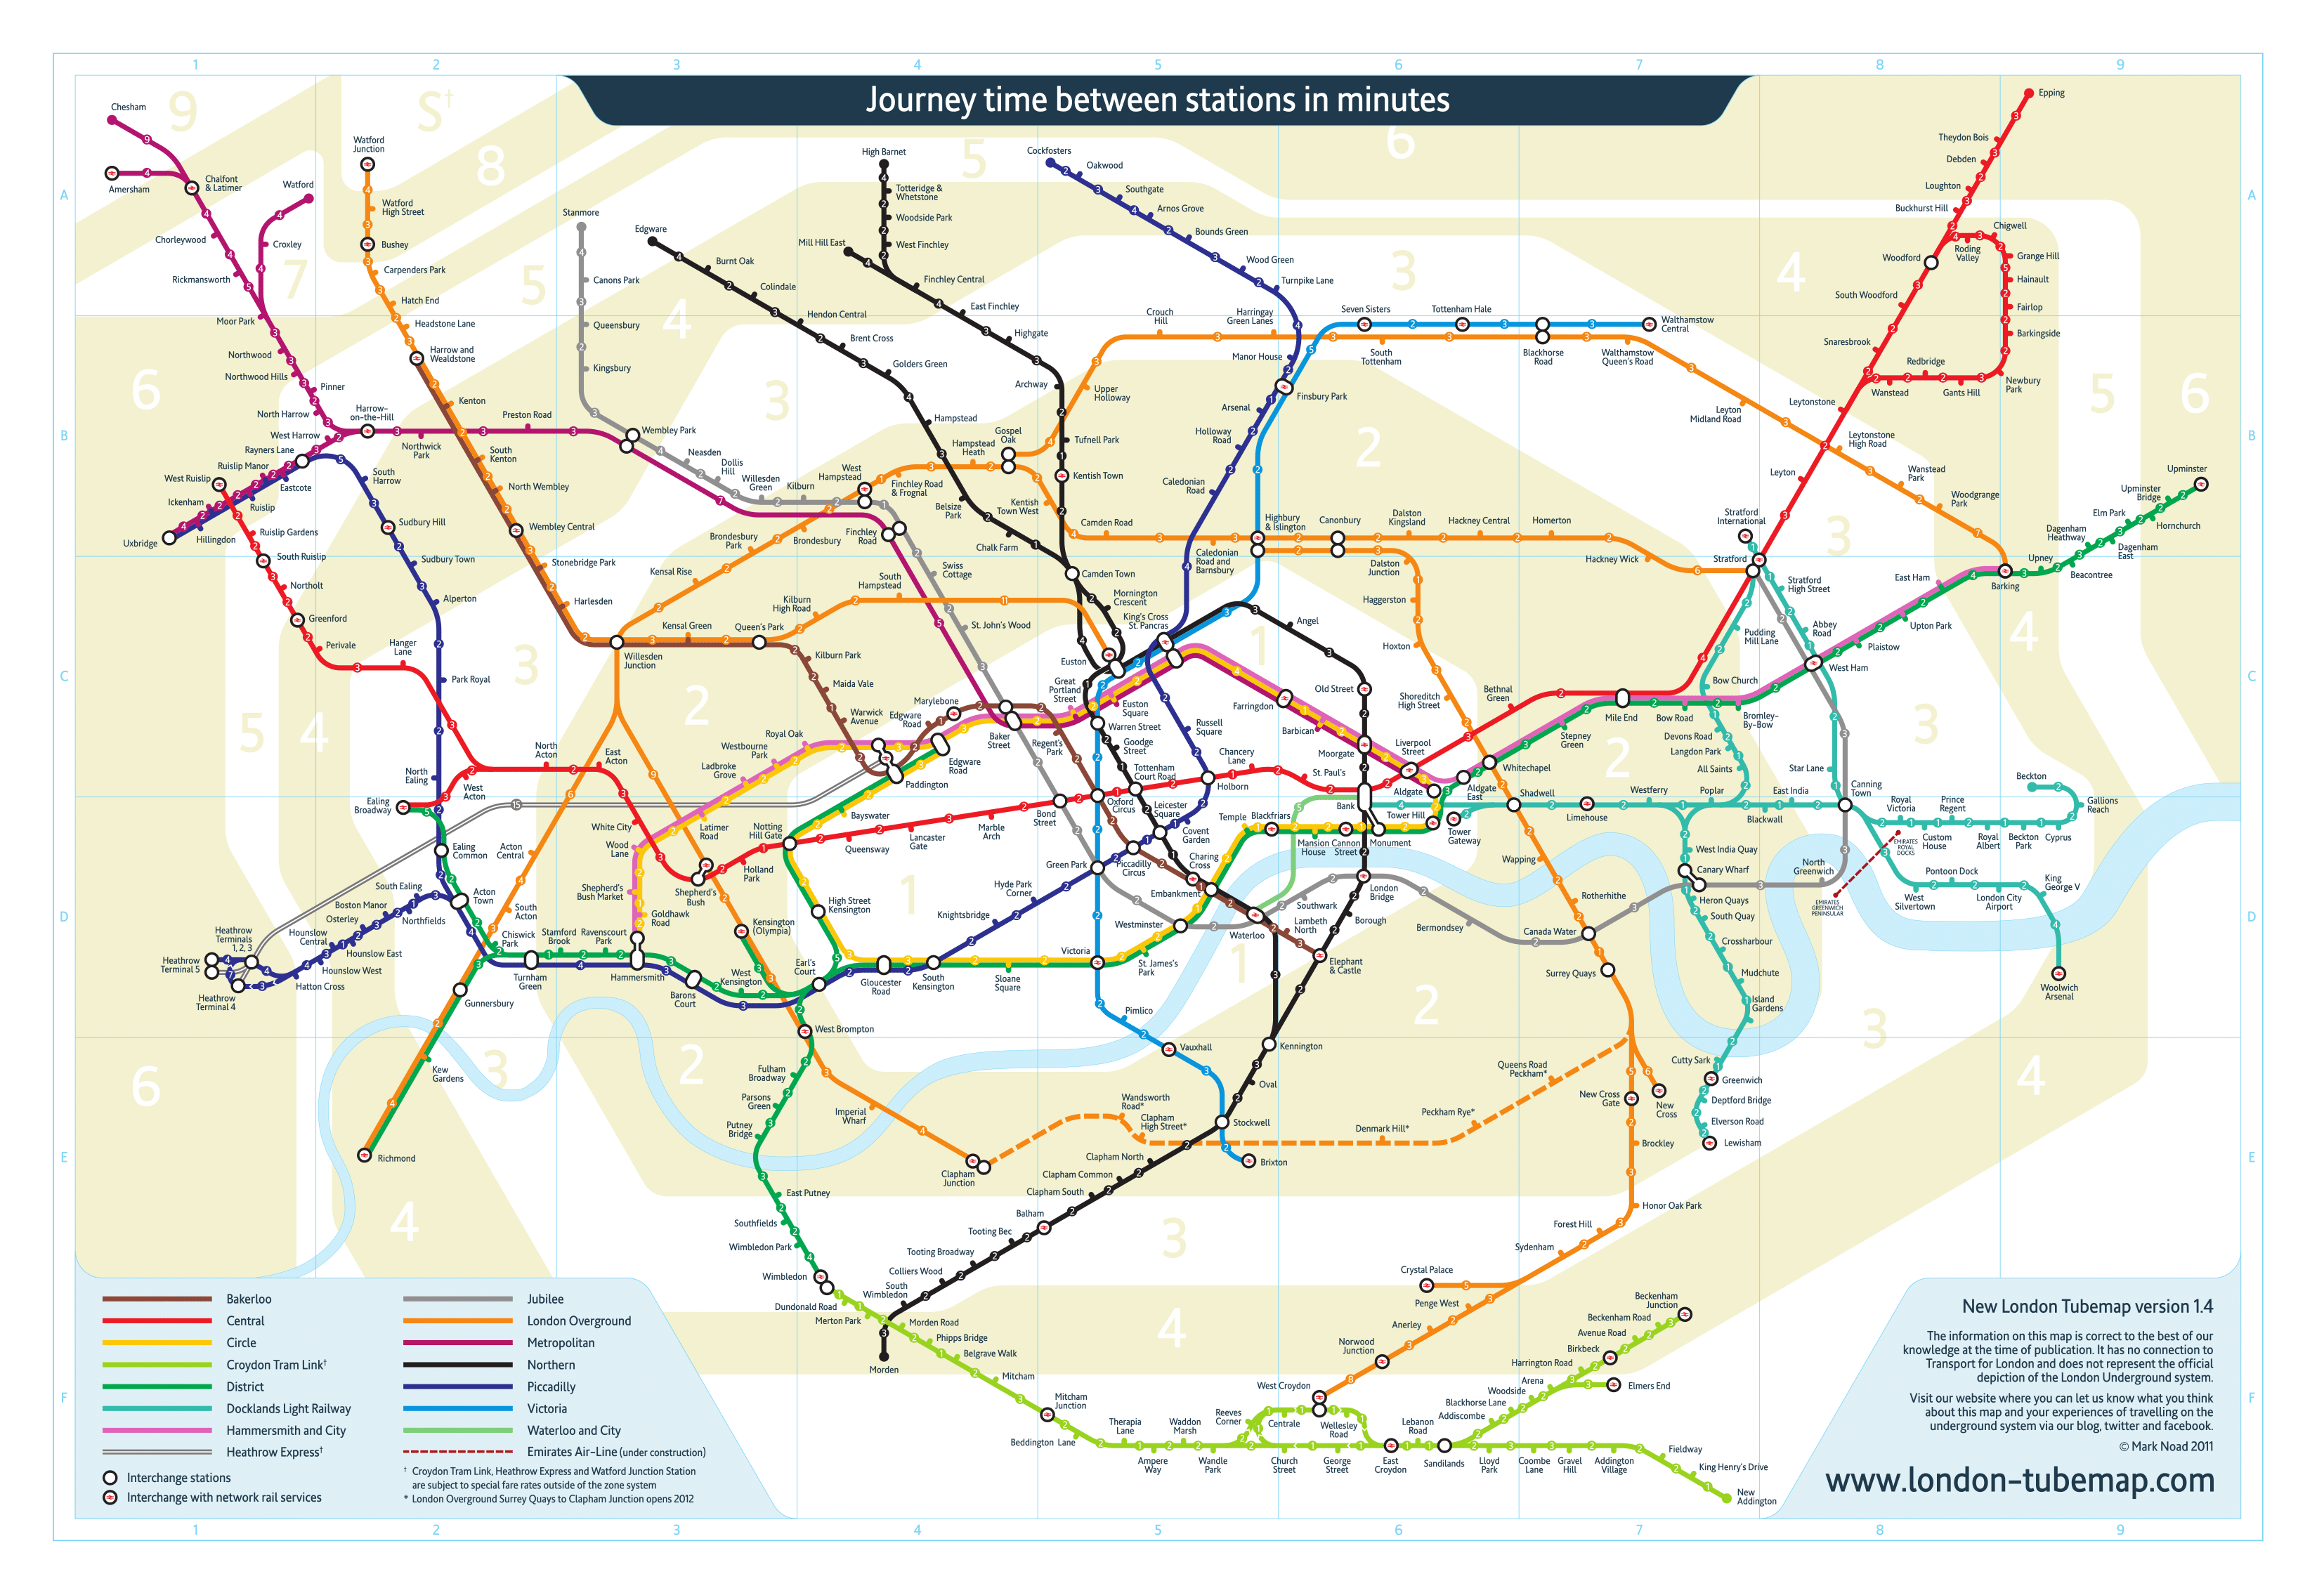 1 2 3 4 5 6 7 8 9
Journey time between stations in minutes
A
B
C
D
E
F
9
S†
8
7
5
4
6
3
2
1
Chesham
Amersham
Chalfont
& Latimer
Chorleywood
Rickmansworth
Watford
Croxley
Moor Park
Northwood
Northwood Hills
Pinner
North Harrow
Harrow-
on-the-Hill
West Harrow
Rayners Lane
Ruislip Manor
West Ruislip
Ickenham
Eastcote
Ruislip
Uxbridge
Hillingdon
Ruislip Gardens
South Ruislip
Northolt
Greenford
Perivale
Hanger
Lane
Watford
Junction
Watford
High Street
Bushey
Carpenders Park
Hatch End
Headstone Lane
Harrow and
Wealdstone
Kenton
Northwick
Park
Preston Road
South
Kenton
North Wembley
Wembley Central
Stonebridge Park
Harlesden
Willesden
Junction
South
Harrow
Sudbury Hill
Sudbury Town
Alperton
Park Royal
North
Ealing
Ealing
Broadway
West
Acton
North
Acton
East
Acton
Ealing
Common
South Ealing
Acton
Town
Northfields
Boston Manor
Osterley
Hounslow
Central
Hounslow East
Hounslow West
Hatton Cross
Heathrow
Terminals
1, 2, 3
Heathrow
Terminal 5
Heathrow
Terminal 4
Acton
Central
South
Acton
Chiswick
Park
Stamford
Brook
Ravenscourt
Park
Turnham
Green
Hammersmith
Gunnersbury
Kew
Gardens
Richmond
Stanmore
Canons Park
Queensbury
Kingsbury
Wembley Park
Neasden
Dollis
Hill
Willesden
Green
Kilburn
West
Hampstead
Finchley Road
& Frognal
Finchley
Road
Brondesbury
Park
Brondesbury
Kensal Rise
Kensal Green
Queen's Park
Kilburn
High Road
South
Hampstead
Swiss
Cottage
St. John's Wood
Kilburn Park
Maida Vale
Warwick
Avenue
Edgware
Road
Marylebone
Baker
Street
Royal Oak
Westbourne
Park
Ladbroke
Grove
Paddington
Edgware
Road
Latimer
Road
White City
Wood
Lane
Shepherd's
Bush Market
Goldhawk
Road
Shepherd's
Bush
Holland
Park
Notting
Hill Gate
Bayswater
Queensway
Lancaster
Gate
Marble
Arch
Bond
Street
Oxford
Circus
Kensington
(Olympia)
High Street
Kensington
West
Kensington
Barons
Court
Earl's
Court
Gloucester
Road
South
Kensington
Sloane
Square
Knightsbridge
Hyde Park
Corner
Green Park
Victoria
St. James's
Park
Westminster
Pimlico
Vauxhall
West Brompton
Fulham
Broadway
Parsons
Green
Putney
Bridge
East Putney
Southfields
Wimbledon Park
Wimbledon
Imperial
Wharf
Clapham
Junction
Wandsworth
Road*
Clapham
High Street*
Denmark Hill*
Peckham Rye*
Queens Road
Peckham*
Edgware
Burnt Oak
Colindale
Hendon Central
Brent Cross
Golders Green
Hampstead
Belsize
Park
Chalk Farm
High Barnet
Totteridge &
Whetstone
Woodside Park
West Finchley
Mill Hill East
Finchley Central
East Finchley
Highgate
Archway
Tufnell Park
Kentish Town
Camden Town
Mornington
Crescent
Hampstead
Heath
Gospel
Oak
Kentish
Town West
Camden Road
Upper
Holloway
Crouch
Hill
Harringay
Green Lanes
South
Tottenham
Blackhorse
Road
Walthamstow
Queen's Road
Leyton
Midland Road
Leytonstone
High Road
Wanstead
Park
Woodgrange
Park
Cockfosters
Oakwood
Southgate
Arnos Grove
Bounds Green
Wood Green
Turnpike Lane
Manor House
Finsbury Park
Arsenal
Holloway
Road
Caledonian
Road
Seven Sisters
Tottenham Hale
Walthamstow
Central
Highbury
& Islington
Canonbury
Dalston
Kingsland
Hackney Central
Homerton
Hackney Wick
Caledonian
Road and
Barnsbury
Dalston
Junction
Haggerston
Hoxton
Shoreditch
High Street
King's Cross
St. Pancras
Euston
Great
Portland
Street
Euston
Square
Warren Street
Regent's
Park
Goodge
Street
Tottenham
Court Road
Russell
Square
Chancery
Lane
Holborn
Leicester
Square
Covent
Garden
Piccadilly
Circus
Charing
Cross
Embankment
Temple
Blackfriars
Mansion
House
Cannon
Street
Monument
Bank
St. Paul's
Angel
Old Street
Farringdon
Barbican
Moorgate
Liverpool
Street
Aldgate
Aldgate
East
Tower Hill
Tower
Gateway
Bethnal
Green
Whitechapel
Stepney
Green
Mile End
Bow Road
Bow Church
Bromley-
By-Bow
Shadwell
Wapping
Rotherhithe
Canada Water
Surrey Quays
Bermondsey
London
Bridge
Southwark
Waterloo
Lambeth
North
Borough
Elephant
& Castle
Kennington
Oval
Stockwell
Brixton
Clapham North
Clapham Common
Clapham South
Balham
Tooting Bec
Tooting Broadway
Colliers Wood
South
Wimbledon
Morden
New Cross
Gate
New
Cross
Brockley
Honor Oak Park
Forest Hill
Sydenham
Crystal Palace
Penge West
Anerley
Norwood
Junction
West Croydon
Epping
Theydon Bois
Debden
Loughton
Buckhurst Hill
Chigwell
Roding
Valley
Grange Hill
Hainault
Fairlop
Barkingside
Newbury
Park
Gants Hill
Redbridge
Wanstead
Woodford
South Woodford
Snaresbrook
Leytonstone
Leyton
Stratford
International
Stratford
Stratford
High Street
Abbey
Road
West Ham
Pudding
Mill Lane
Devons Road
Langdon Park
All Saints
Star Lane
Canning
Town
Upminster
Upminster
Bridge
Hornchurch
Elm Park
Dagenham
East
Dagenham
Heathway
Beacontree
Upney
Barking
East Ham
Upton Park
Plaistow
Limehouse
Westferry
Poplar
East India
Blackwall
West India Quay
Canary Wharf
Heron Quays
South Quay
Crossharbour
Mudchute
Island
Gardens
Cutty Sark
Greenwich
Deptford Bridge
Elverson Road
Lewisham
North
Greenwich
EMIRATES
GREENWICH
PENINSULAR
EMIRATES
ROYAL
DOCKS
Royal
Victoria
Custom
House
Prince
Regent
Royal
Albert
Beckton
Park
Cyprus
Gallions
Reach
Beckton
West
Silvertown
Pontoon Dock
London City
Airport
King
George V
Woolwich
Arsenal
Dundonald Road
Merton Park
Morden Road
Phipps Bridge
Belgrave Walk
Mitcham
Mitcham
Junction
Beddington Lane
Therapia
Lane
Ampere
Way
Waddon
Marsh
Wandle
Park
Reeves
Corner
Centrale
Church
Street
George
Street
Wellesley
Road
East
Croydon
Lebanon
Road
Sandilands
Lloyd
Park
Coombe
Lane
Gravel
Hill
Addington
Village
Fieldway
King Henry's Drive
New
Addington
Addiscombe
Blackhorse Lane
Woodside
Arena
Harrington Road
Elmers End
Birkbeck
Avenue Road
Beckenham Road
Beckenham
Junction
Bakerloo
Central
Circle
Croydon Tram Link†
District
Docklands Light Railway
Hammersmith and City
Heathrow Express†
Interchange stations
Interchange with network rail services
Jubilee
London Overground
Metropolitan
Northern
Piccadilly
Victoria
Waterloo and City
Emirates Air-Line (under construction)
† Croydon Tram Link, Heathrow Express and Watford Junction Station
are subject to special fare rates outside of the zone system
* London Overground Surrey Quays to Clapham Junction opens 2012
New London Tubemap version 1.4
The information on this map is correct to the best of our
knowledge at the time of publication. It has no connection to
Transport for London and does not represent the official
depiction of the London Underground system.
Visit our website where you can let us know what you think
about this map and your experiences of travelling on the
underground system via our blog, twitter and facebook.
© Mark Noad 2011
www.london-tubemap.com
1 2 3 4 5 6 7 8 9